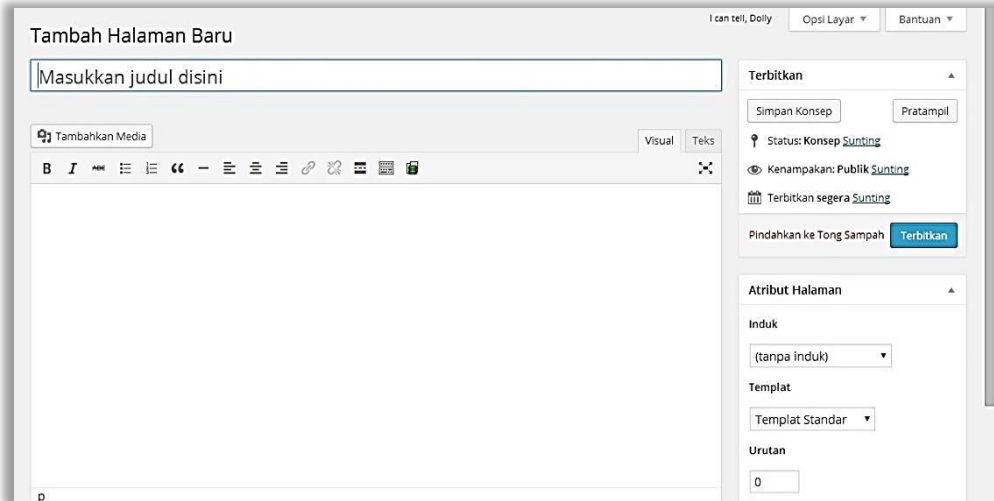 I can tell, Dolly
Opsi Layar
Bantuan
Tambah Halaman Baru
Masukkan judul disini
Tambahkan Media
Visual
Teks
B I ABC
p
Terbitkan
Simpan Konsep
Pratampil
Status: Konsep Sunting
Kenampakan: Publik Sunting
Terbitkan segera Sunting
Pindahkan ke Tong Sampah
Terbitkan
Atribut Halaman
Induk
(tanpa induk)
Templat
Templat Standar
Urutan
0